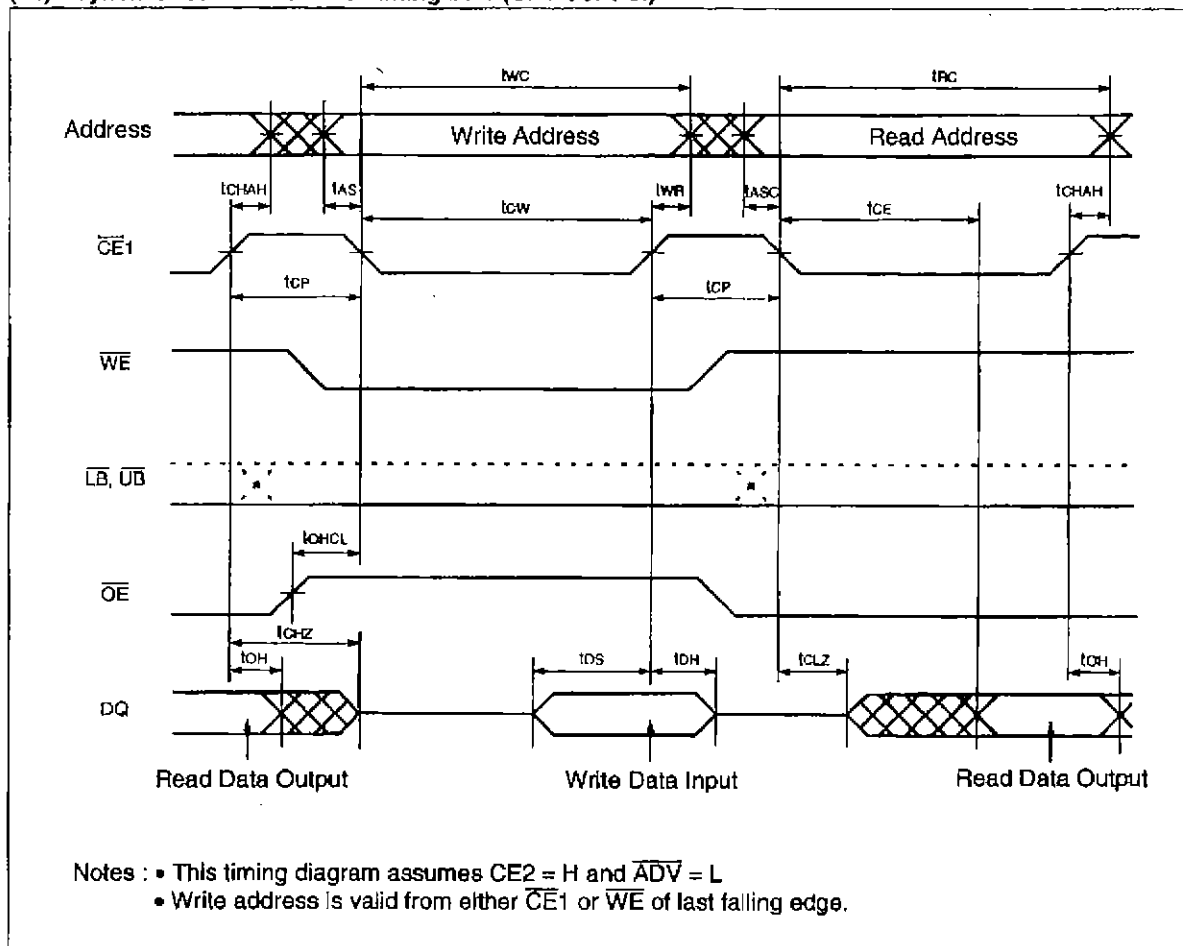 tWC tRC
Address Write Address Read Address
tCHAH tAS tCW tWR tASC tCE tCHAH
CE1
tCP tCP
WE
LB, UB
tOHCL
OE
tCHZ
tOH tDS tDH tCLZ tOH
DQ
Read Data Output Write Data Input Read Data Output
Notes : • This timing diagram assumes CE2 = H and ADV = L
• Write address is valid from either CE1 or WE of last falling edge.